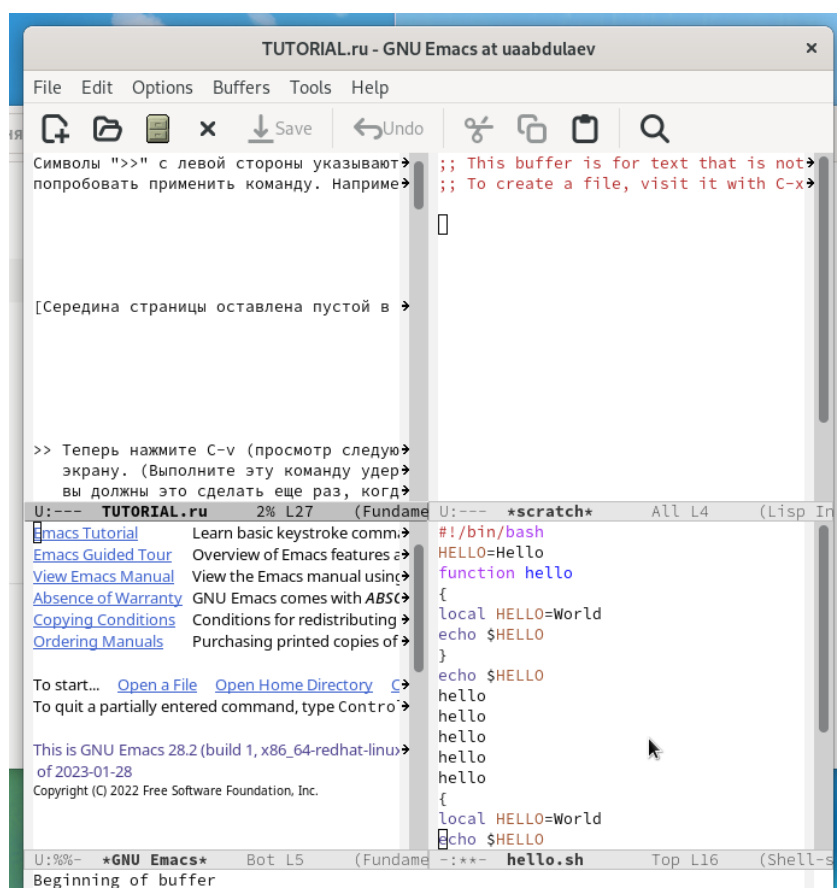 TUTORIAL.ru - GNU Emacs at uaabdulaev
File Edit Options Buffers Tools Help
Save Undo
Символы ">>" с левой стороны указывают
попробовать применить команду. Наприме
[Середина страницы оставлена пустой в
>> Теперь нажмите C-v (просмотр следую
экрану. (Выполните эту команду удер
вы должны это сделать еще раз, когд
U:--- TUTORIAL.ru 2% L27 (Fundame
;; This buffer is for text that is not
;; To create a file, visit it with C-x
U:--- *scratch* All L4 (Lisp In
Emacs Tutorial Learn basic keystroke comma
Emacs Guided Tour Overview of Emacs features a
View Emacs Manual View the Emacs manual using
Absence of Warranty GNU Emacs comes with ABSO
Copying Conditions Conditions for redistributing
Ordering Manuals Purchasing printed copies of
To start... Open a File Open Home Directory C
To quit a partially entered command, type Contro
This is GNU Emacs 28.2 (build 1, x86_64-redhat-linux
of 2023-01-28
Copyright (C) 2022 Free Software Foundation, Inc.
U:%%- *GNU Emacs* Bot L5 (Fundame
#!/bin/bash
HELLO=Hello
function hello
{
local HELLO=World
echo $HELLO
}
echo $HELLO
hello
hello
hello
hello
hello
{
local HELLO=World
echo $HELLO
-:**- hello.sh Top L16 (Shell-s
Beginning of buffer